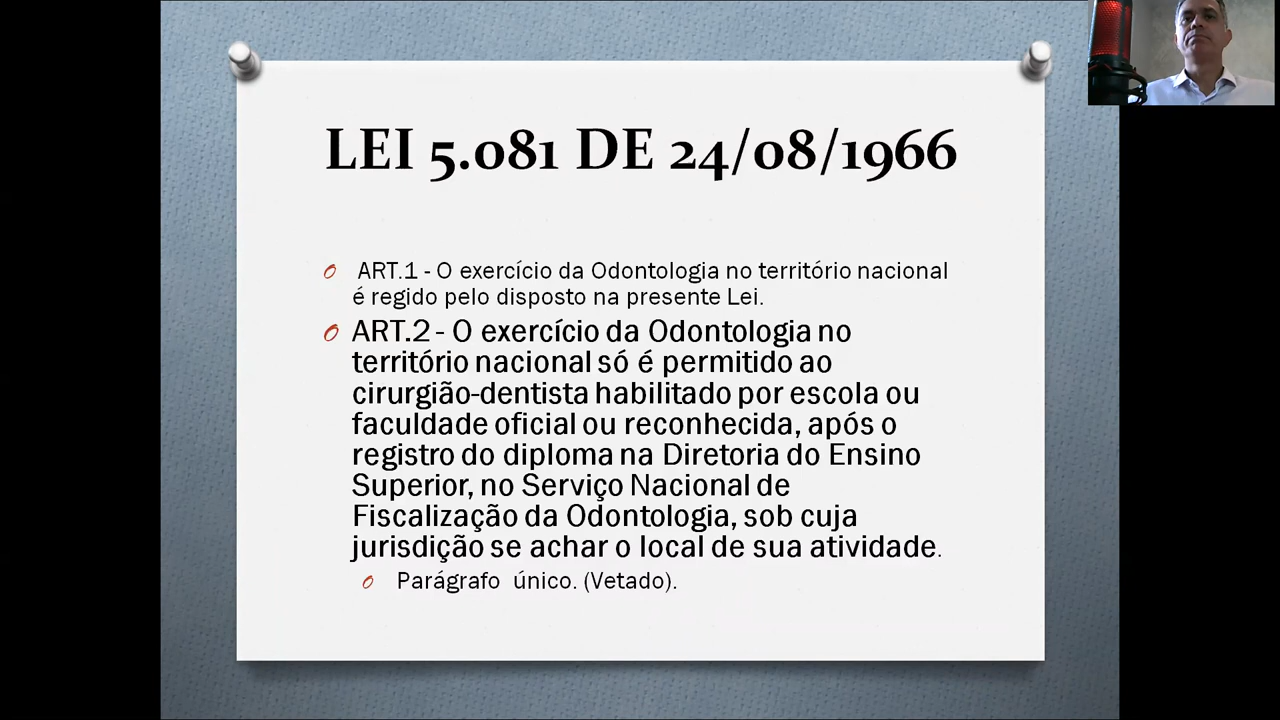 LEI 5.081 DE 24/08/1966
ART.1 - O exercício da Odontologia no território nacional
é regido pelo disposto na presente Lei.
ART.2 - O exercício da Odontologia no
território nacional só é permitido ao
cirurgião-dentista habilitado por escola ou
faculdade oficial ou reconhecida, após o
registro do diploma na Diretoria do Ensino
Superior, no Serviço Nacional de
Fiscalização da Odontologia, sob cuja
jurisdição se achar o local de sua atividade.
Parágrafo único. (Vetado).